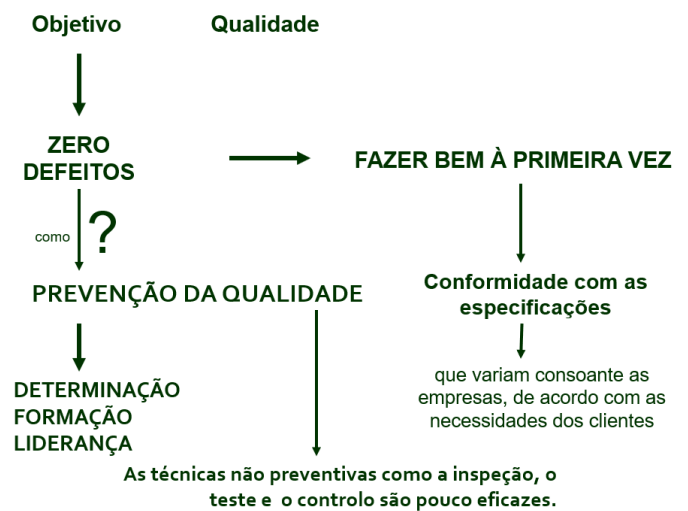 Objetivo
Qualidade
ZERO
DEFEITOS
FAZER BEM À PRIMEIRA VEZ
como
?
Conformidade com as
especificações
PREVENÇÃO DA QUALIDADE
que variam consoante as
empresas, de acordo com as
necessidades dos clientes
DETERMINAÇÃO
FORMAÇÃO
LIDERANÇA
As técnicas não preventivas como a inspeção, o
teste e o controlo são pouco eficazes.